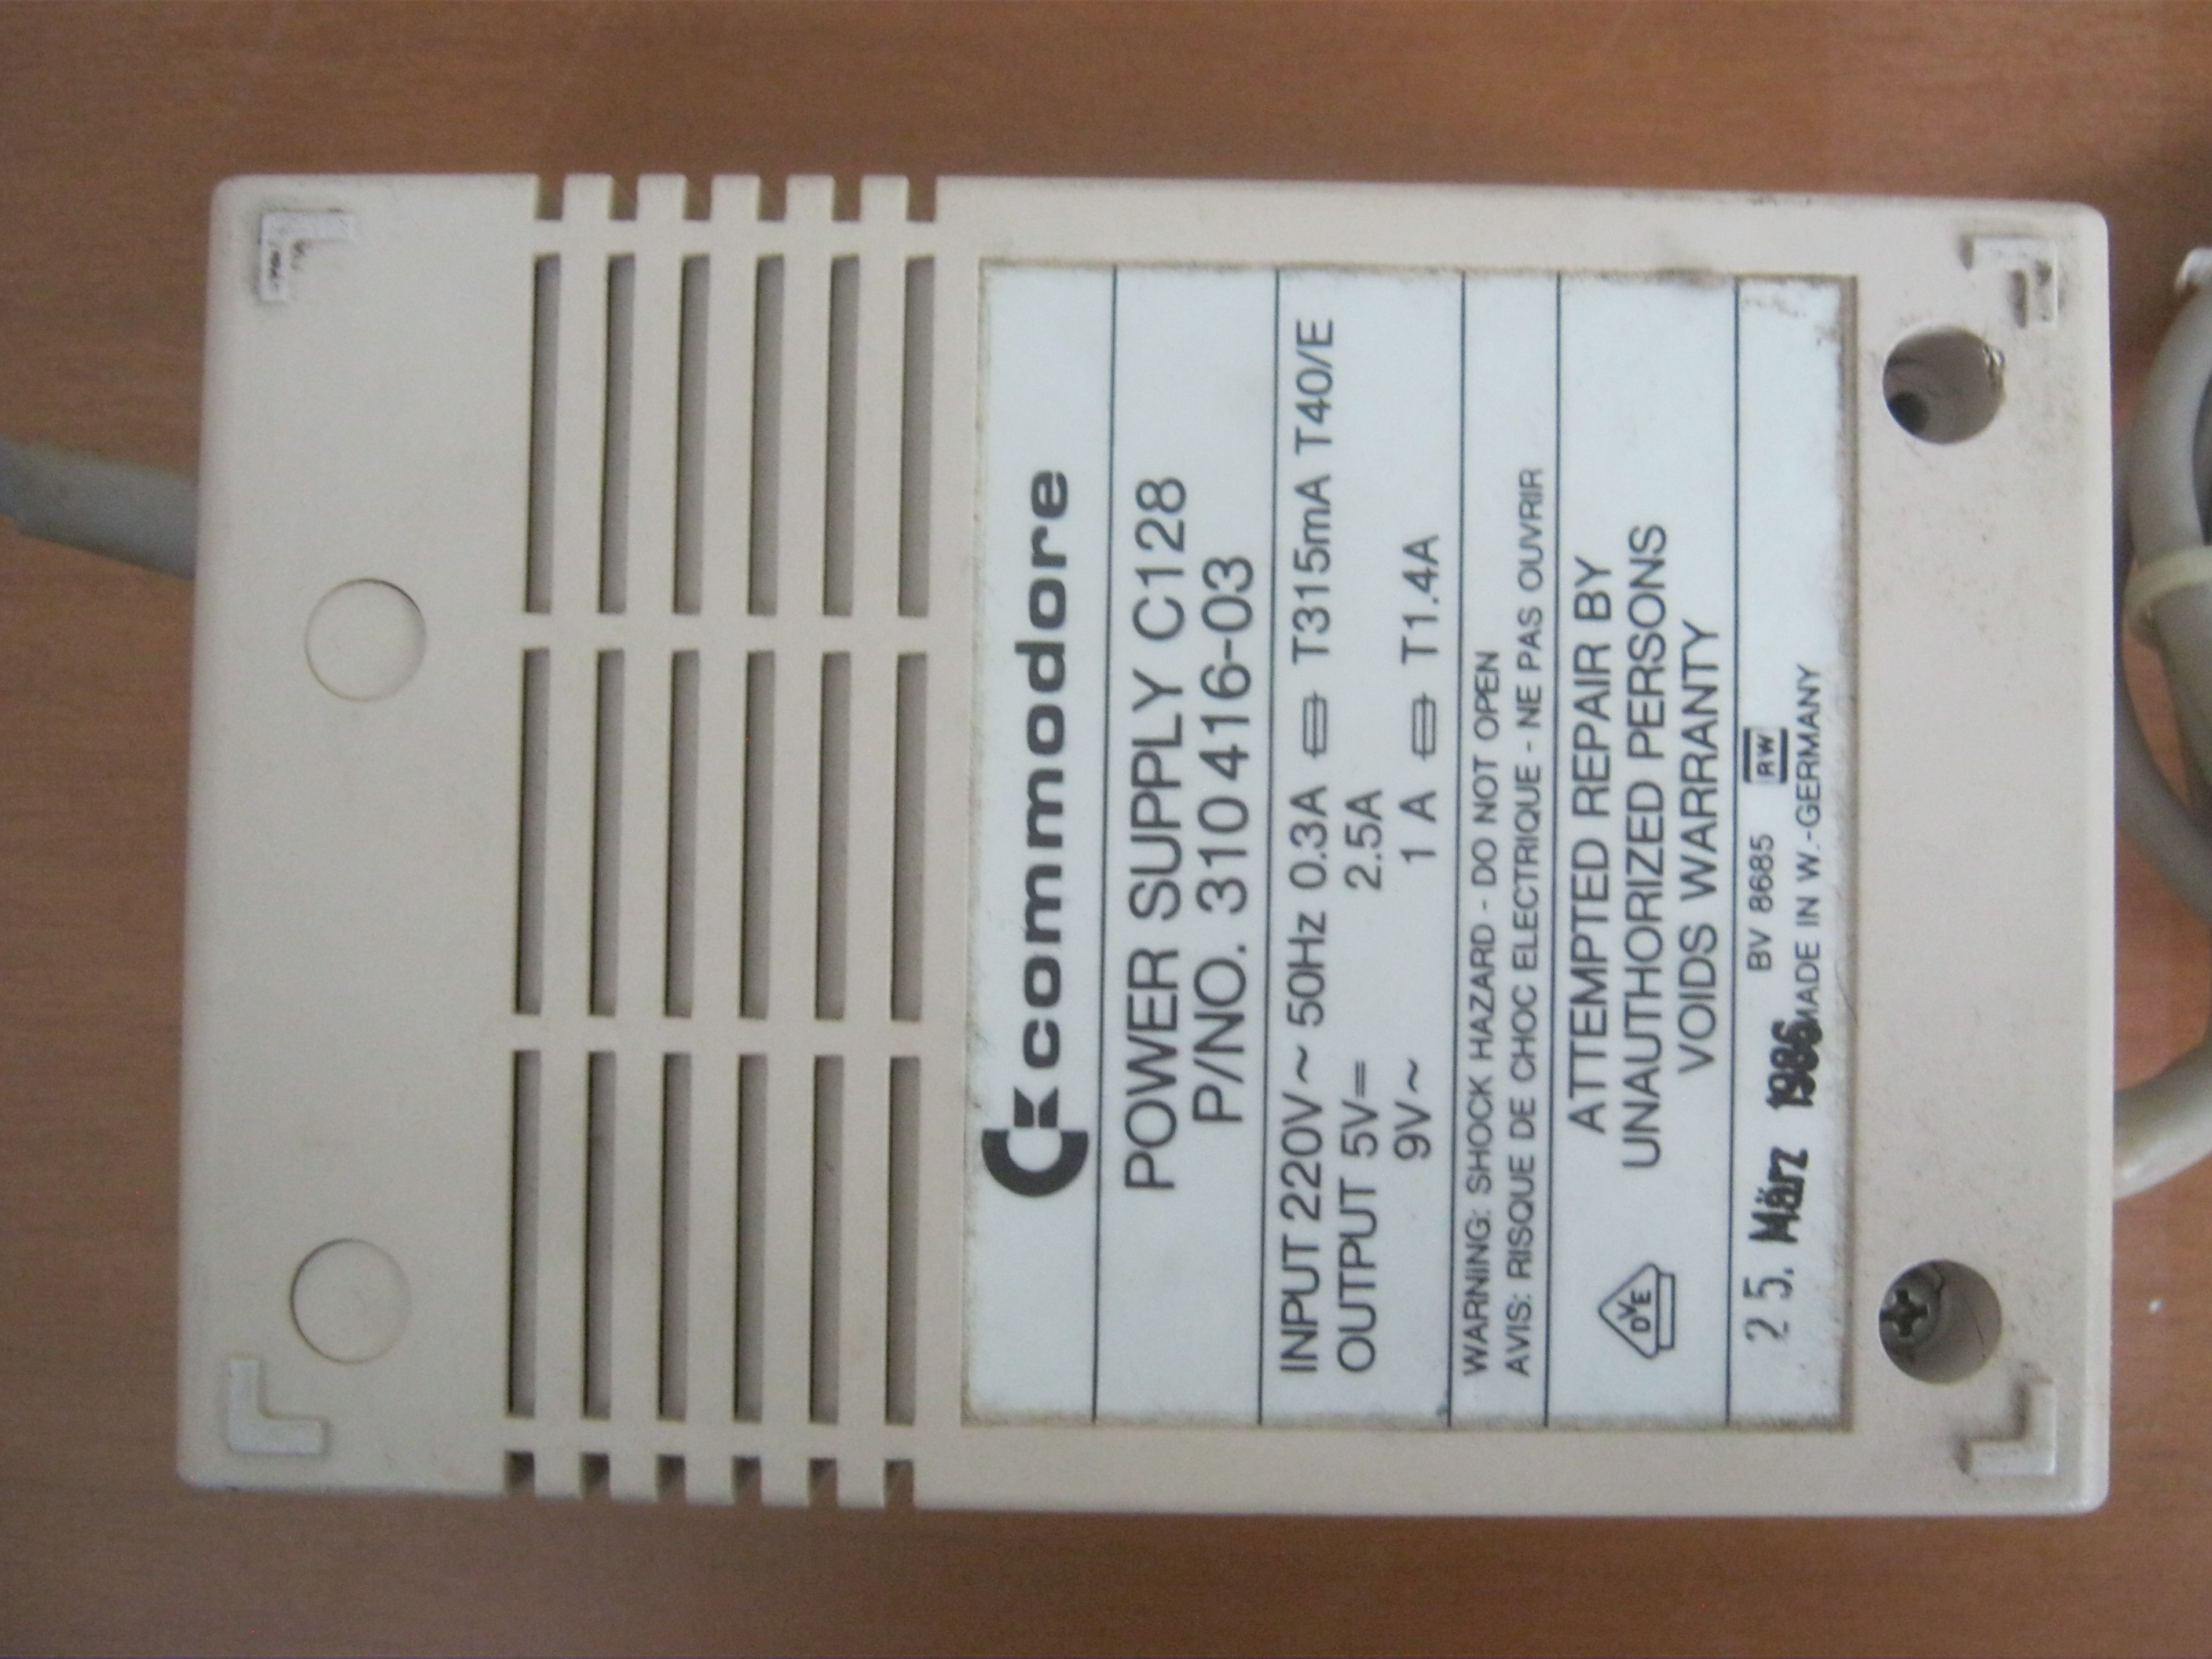 commodore
POWER SUPPLY C128
P/NO. 310 416-03
INPUT 220V~ 50Hz 0.3A T315mA T40/E
OUTPUT 5V⎓ 2.5A
9V~ 1 A T1.4A
WARNING: SHOCK HAZARD - DO NOT OPEN
AVIS: RISQUE DE CHOC ELECTRIQUE - NE PAS OUVRIR
ATTEMPTED REPAIR BY
UNAUTHORIZED PERSONS
VOIDS WARRANTY
DVE
BV 8685 RW
25. März 1986 MADE IN W.-GERMANY